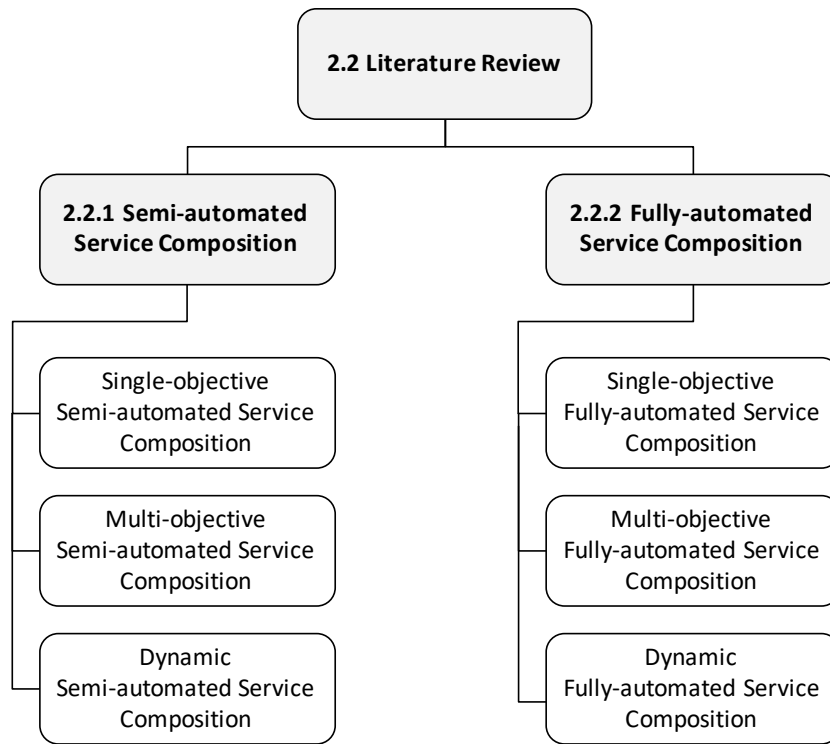 2.2 Literature Review
2.2.1 Semi-automated
Service Composition
2.2.2 Fully-automated
Service Composition
Single-objective
Semi-automated Service
Composition
Multi-objective
Semi-automated Service
Composition
Dynamic
Semi-automated Service
Composition
Single-objective
Fully-automated Service
Composition
Multi-objective
Fully-automated Service
Composition
Dynamic
Fully-automated Service
Composition